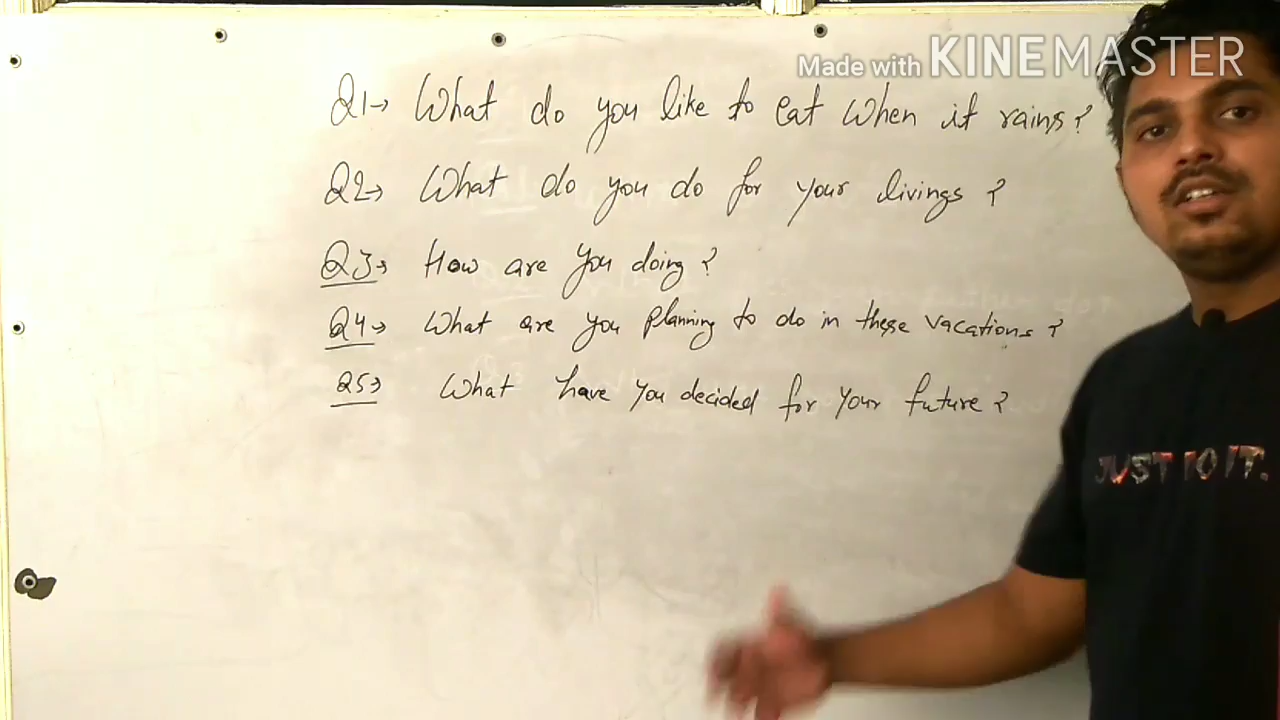 Made with KINEMASTER
Q1→ What do you like to eat when it rains?
Q2→ What do you do for your livings?
Q3→ How are you doing?
Q4→ What are you planning to do in these vacations?
Q5→ What have you decided for your future?
JUST DO IT.